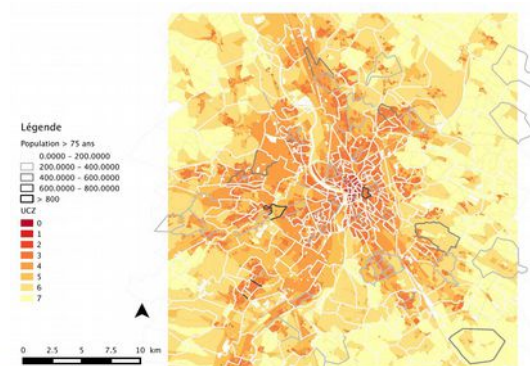 Légende
Population > 75 ans
0.0000 - 200.0000
200.0000 - 400.0000
400.0000 - 600.0000
600.0000 - 800.0000
> 800
UCZ
0
1
2
3
4
5
6
7
0 2.5 5 7.5 10 km